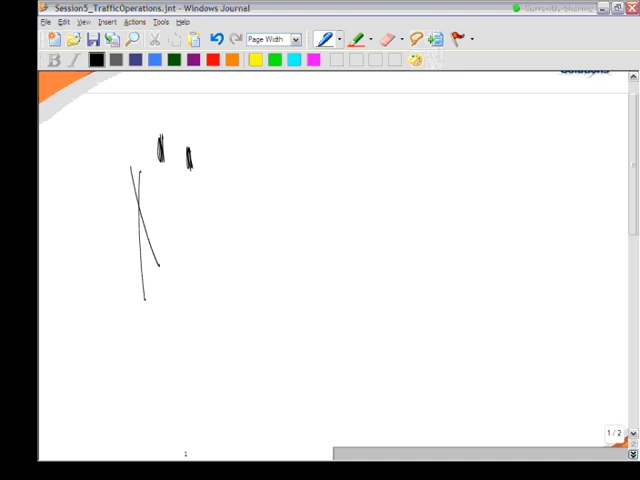 Session5_TrafficOperations.jnt - Windows Journal
File Edit View Insert Actions Tools Help
Page Width
B I
1 / 2
1